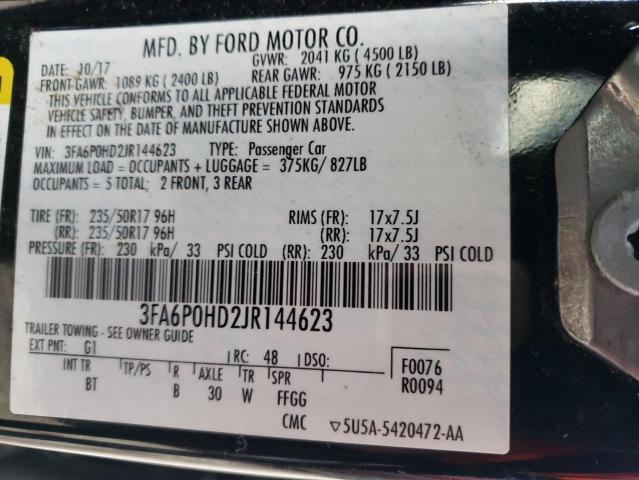 MFD. BY FORD MOTOR CO.
DATE: 10/17 GVWR: 2041 KG ( 4500 LB)
FRONT GAWR: 1089 KG ( 2400 LB) REAR GAWR: 975 KG ( 2150 LB)
THIS VEHICLE CONFORMS TO ALL APPLICABLE FEDERAL MOTOR
VEHICLE SAFETY, BUMPER, AND THEFT PREVENTION STANDARDS
IN EFFECT ON THE DATE OF MANUFACTURE SHOWN ABOVE.
VIN: 3FA6P0HD2JR144623 TYPE: Passenger Car
MAXIMUM LOAD = OCCUPANTS + LUGGAGE = 375KG/ 827LB
OCCUPANTS = 5 TOTAL; 2 FRONT, 3 REAR
TIRE (FR): 235/50R17 96H RIMS (FR): 17x7.5J
(RR): 235/50R17 96H (RR): 17x7.5J
PRESSURE (FR): 230 kPa/ 33 PSI COLD (RR): 230 kPa/ 33 PSI COLD
3FA6P0HD2JR144623
TRAILER TOWING - SEE OWNER GUIDE
EXT PNT: G1 RC: 48 DSO: F0076
INT TR TP/PS R AXLE TR SPR R0094
BT B 30 W FFGG
CMC ▽5U5A-5420472-AA